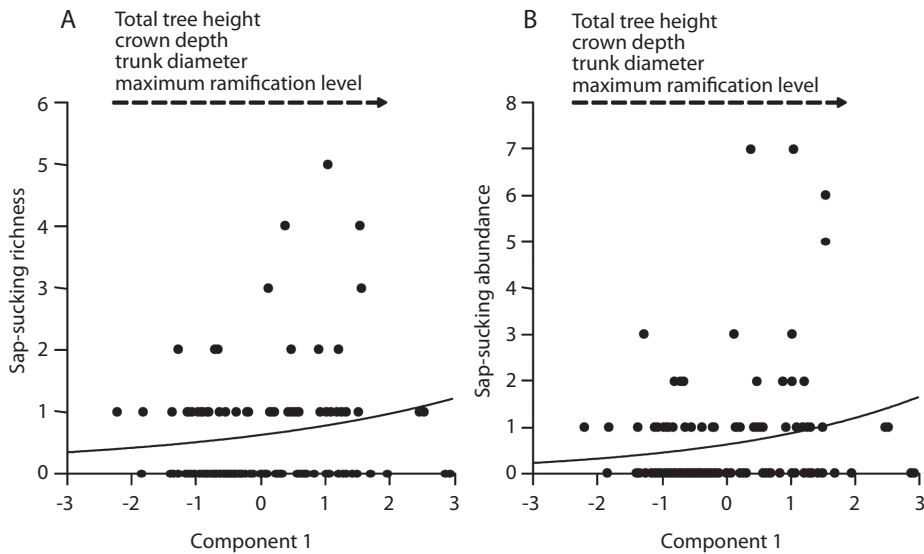 A
Total tree height
crown depth
trunk diameter
maximum ramification level
6
5
4
3
2
1
0
Sap-sucking richness
-3
-2
-1
0
1
2
3
Component 1
B
Total tree height
crown depth
trunk diameter
maximum ramification level
8
7
6
5
4
3
2
1
0
Sap-sucking abundance
-3
-2
-1
0
1
2
3
Component 1